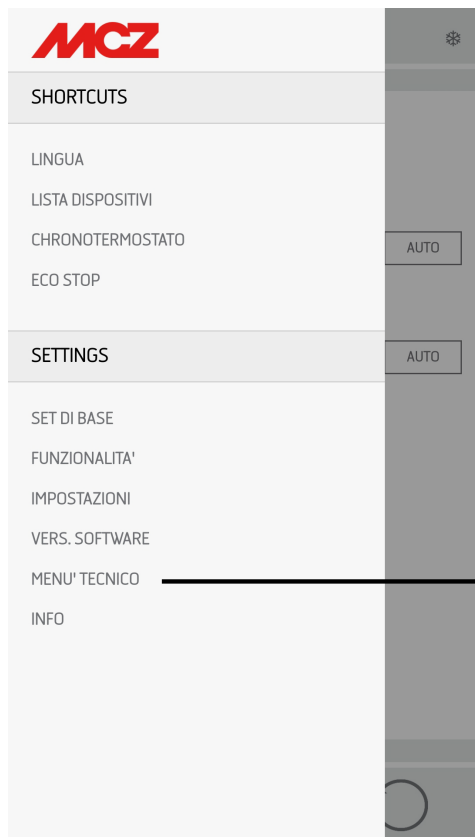 MCZ
SHORTCUTS
LINGUA
LISTA DISPOSITIVI
CHRONOTERMOSTATO
AUTO
ECO STOP
SETTINGS
AUTO
SET DI BASE
FUNZIONALITA'
IMPOSTAZIONI
VERS. SOFTWARE
MENU' TECNICO
INFO